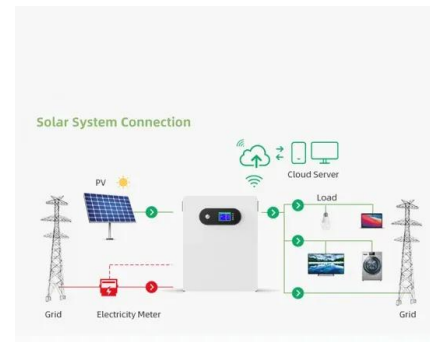 Solar System Connection
Cloud Server
PV
Load
Grid
Electricity Meter
Grid